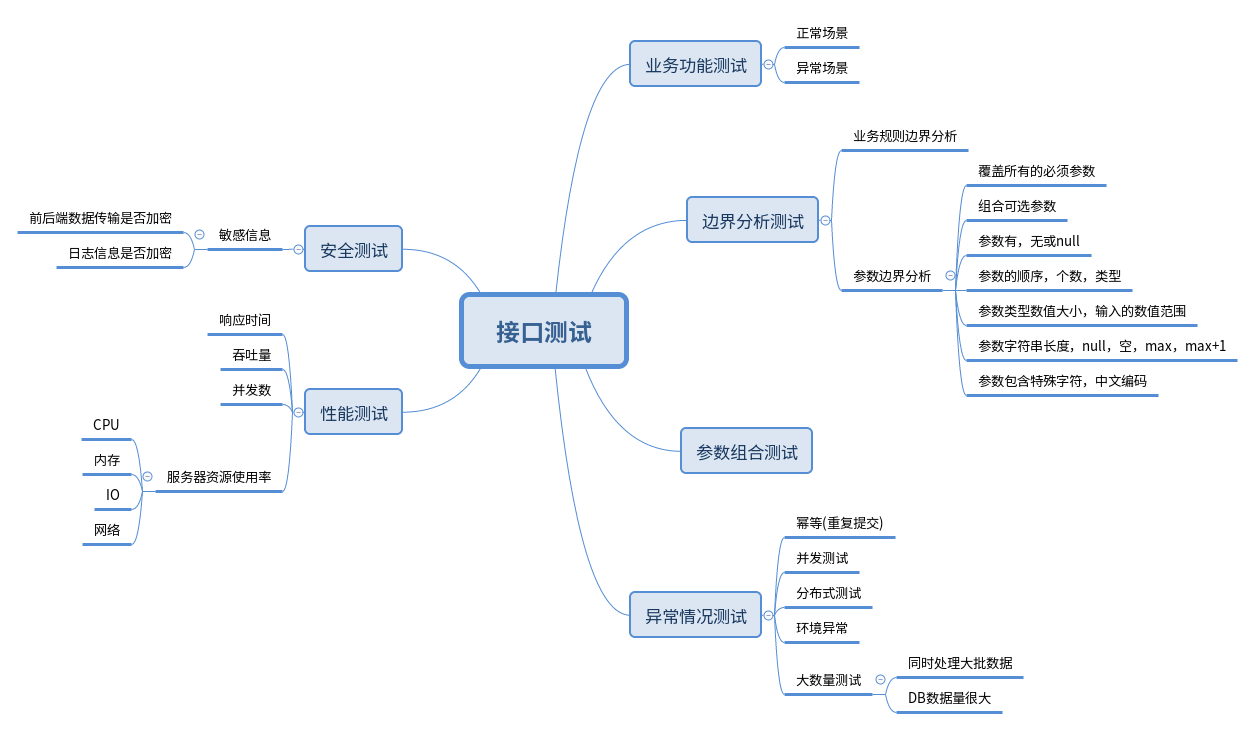 接口测试
业务功能测试
正常场景
异常场景
边界分析测试
业务规则边界分析
参数边界分析
覆盖所有的必须参数
组合可选参数
参数有，无或null
参数的顺序，个数，类型
参数类型数值大小，输入的数值范围
参数字符串长度，null，空，max，max+1
参数包含特殊字符，中文编码
参数组合测试
异常情况测试
幂等(重复提交)
并发测试
分布式测试
环境异常
大数量测试
同时处理大批数据
DB数据量很大
安全测试
敏感信息
前后端数据传输是否加密
日志信息是否加密
性能测试
响应时间
吞吐量
并发数
服务器资源使用率
CPU
内存
IO
网络